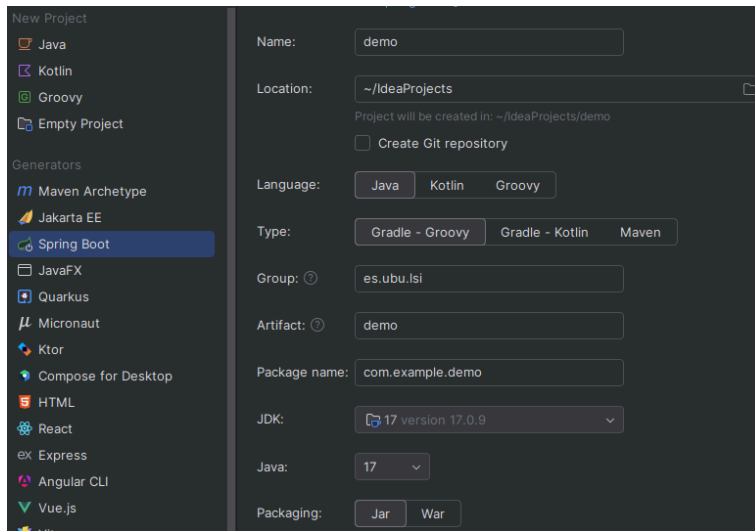 New Project
Java
Kotlin
Groovy
Empty Project
Generators
Maven Archetype
Jakarta EE
Spring Boot
JavaFX
Quarkus
Micronaut
Ktor
Compose for Desktop
HTML
React
ex Express
Angular CLI
Vue.js
Name: demo
Location: ~/IdeaProjects
Project will be created in: ~/IdeaProjects/demo
Create Git repository
Language: Java Kotlin Groovy
Type: Gradle - Groovy Gradle - Kotlin Maven
Group: ? es.ubu.lsi
Artifact: ? demo
Package name: com.example.demo
JDK: 17 version 17.0.9
Java: 17
Packaging: Jar War